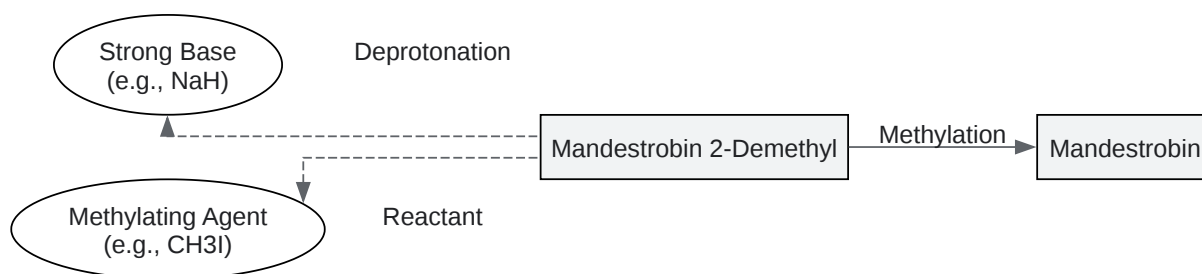 Strong Base
(e.g., NaH)
Deprotonation
Mandestrobin 2-Demethyl
Methylation
Mandestrobin
Methylating Agent
(e.g., CH3I)
Reactant